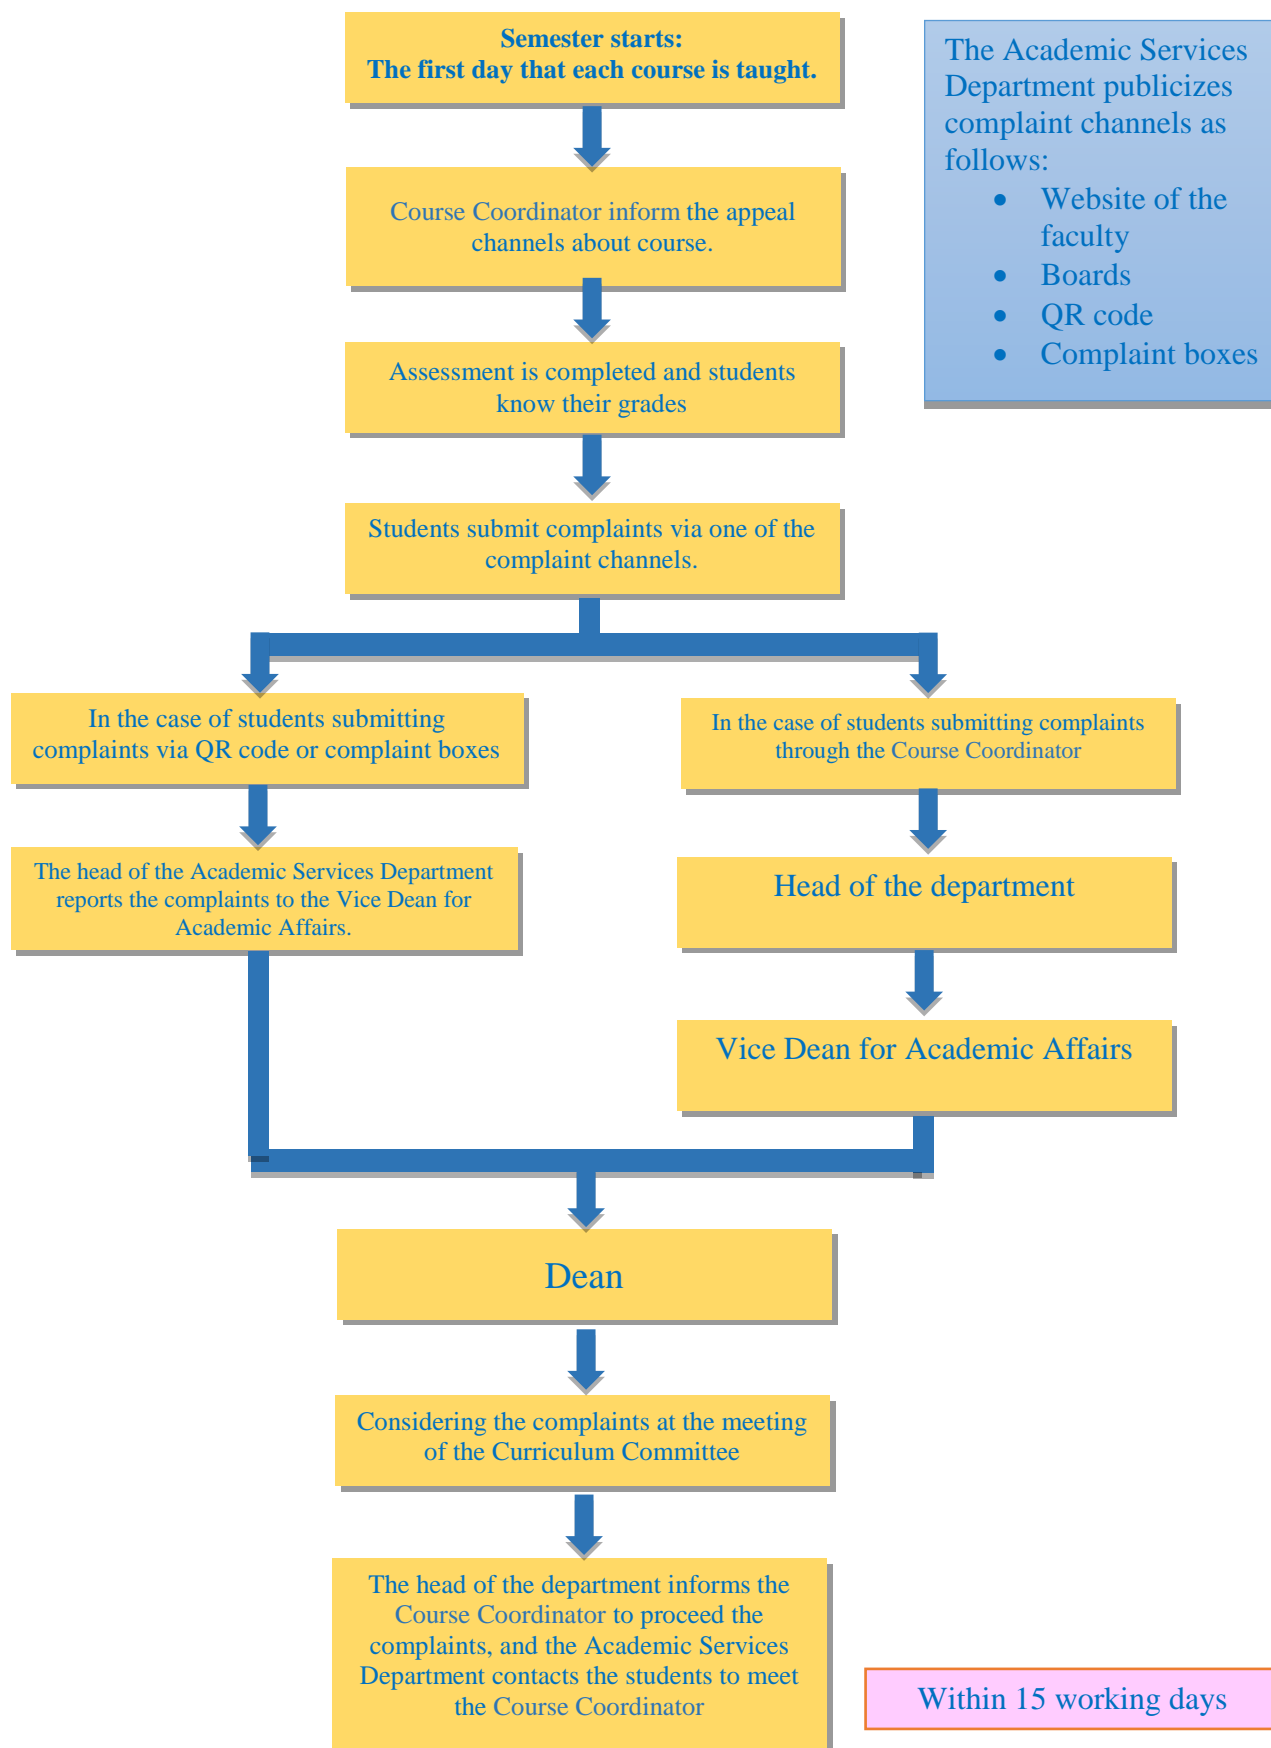 Semester starts:
The first day that each course is taught.
The Academic Services
Department publicizes
complaint channels as
follows:
• Website of the
faculty
• Boards
• QR code
• Complaint boxes
Course Coordinator inform the appeal
channels about course.
Assessment is completed and students
know their grades
Students submit complaints via one of the
complaint channels.
In the case of students submitting
complaints via QR code or complaint boxes
In the case of students submitting complaints
through the Course Coordinator
The head of the Academic Services Department
reports the complaints to the Vice Dean for
Academic Affairs.
Head of the department
Vice Dean for Academic Affairs
Dean
Considering the complaints at the meeting
of the Curriculum Committee
The head of the department informs the
Course Coordinator to proceed the
complaints, and the Academic Services
Department contacts the students to meet
the Course Coordinator
Within 15 working days